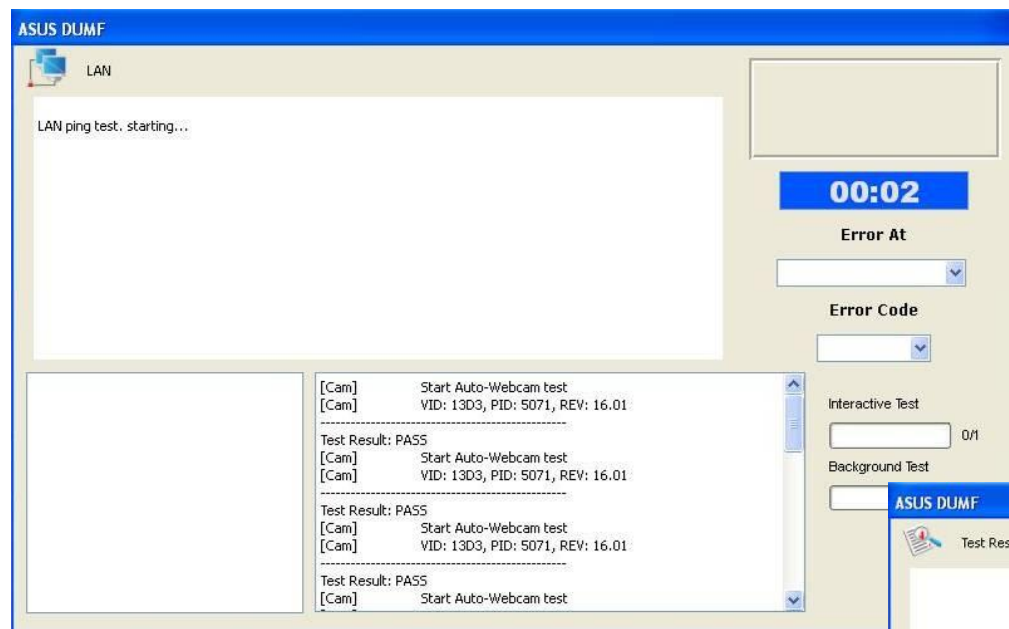 ASUS DUMF
LAN
LAN ping test. starting...
00:02
Error At
Error Code
[Cam] Start Auto-Webcam test
[Cam] VID: 13D3, PID: 5071, REV: 16.01
------------------------------------------------
Test Result: PASS
[Cam] Start Auto-Webcam test
[Cam] VID: 13D3, PID: 5071, REV: 16.01
------------------------------------------------
Test Result: PASS
[Cam] Start Auto-Webcam test
[Cam] VID: 13D3, PID: 5071, REV: 16.01
------------------------------------------------
Test Result: PASS
[Cam] Start Auto-Webcam test
Interactive Test
0/1
Background Test
ASUS DUMF
Test Res